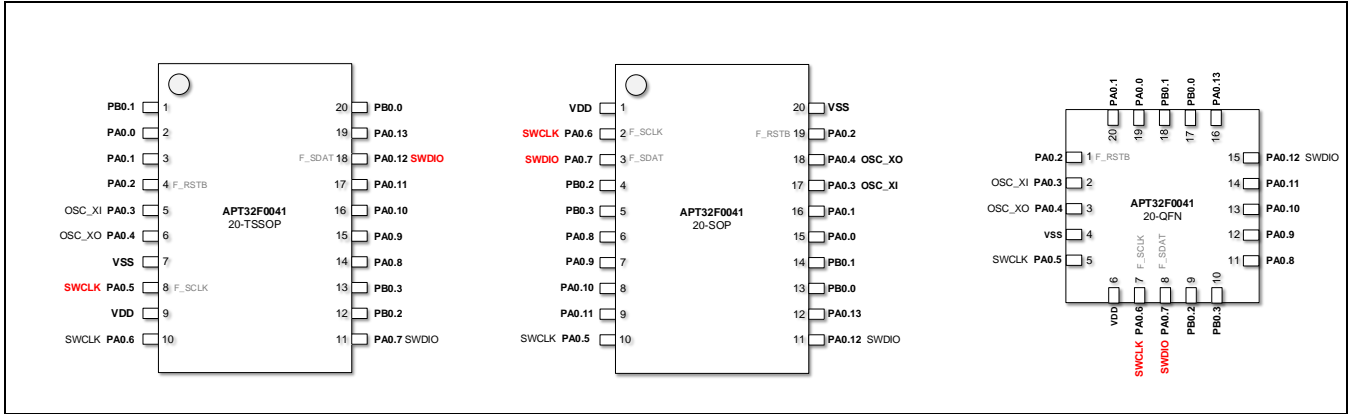 PB0.1 1 20 PB0.0
PA0.0 2 19 PA0.13
PA0.1 3 F_SDAT 18 PA0.12 SWDIO
PA0.2 4 F_RSTB 17 PA0.11
OSC_XI PA0.3 5 16 PA0.10
OSC_XO PA0.4 6 15 PA0.9
VSS 7 14 PA0.8
SWCLK PA0.5 8 F_SCLK 13 PB0.3
VDD 9 12 PB0.2
SWCLK PA0.6 10 11 PA0.7 SWDIO
APT32F0041
20-TSSOP
VDD 1 20 VSS
SWCLK PA0.6 2 F_SCLK F_RSTB 19 PA0.2
SWDIO PA0.7 3 F_SDAT 18 PA0.4 OSC_XO
PB0.2 4 17 PA0.3 OSC_XI
PB0.3 5 16 PA0.1
PA0.8 6 15 PA0.0
PA0.9 7 14 PB0.1
PA0.10 8 13 PB0.0
PA0.11 9 12 PA0.13
SWCLK PA0.5 10 11 PA0.12 SWDIO
APT32F0041
20-SOP
PA0.1 PA0.0 PB0.1 PB0.0 PA0.13
20 19 18 17 16
PA0.2 1 F_RSTB 15 PA0.12 SWDIO
OSC_XI PA0.3 2 14 PA0.11
OSC_XO PA0.4 3 13 PA0.10
VSS 4 12 PA0.9
SWCLK PA0.5 5 11 PA0.8
APT32F0041
20-QFN
F_SCLK F_SDAT
6 7 8 9 10
VDD SWCLK PA0.6 SWDIO PA0.7 PB0.2 PB0.3